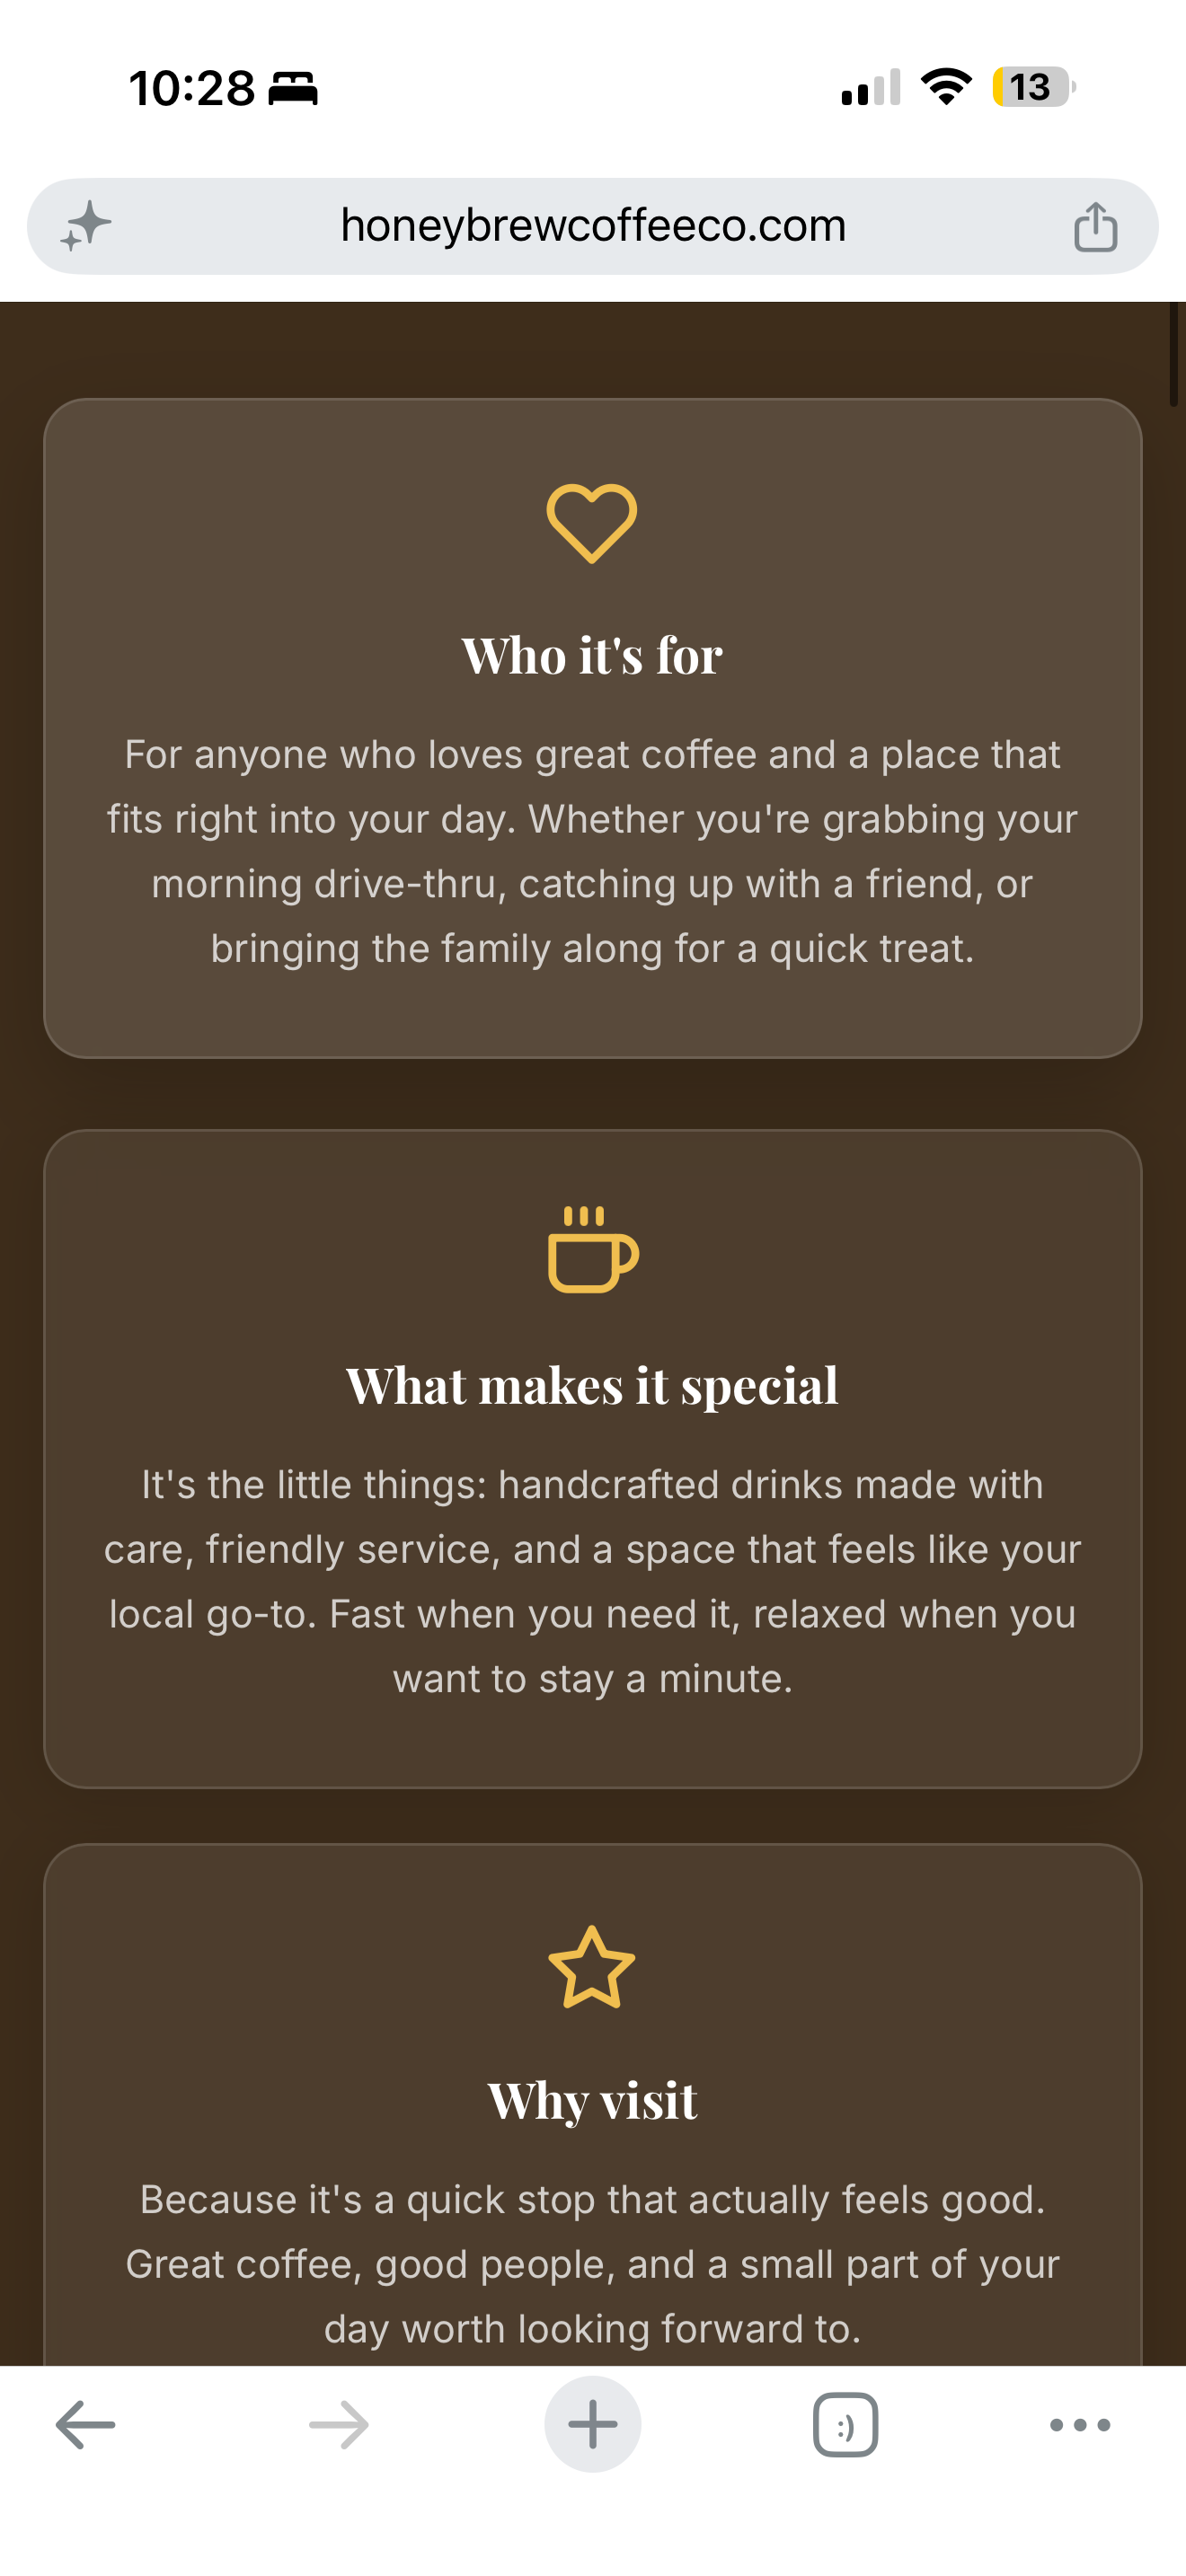 10:28
13
honeybrewcoffeeco.com
Who it's for
For anyone who loves great coffee and a place that
fits right into your day. Whether you're grabbing your
morning drive-thru, catching up with a friend, or
bringing the family along for a quick treat.
What makes it special
It's the little things: handcrafted drinks made with
care, friendly service, and a space that feels like your
local go-to. Fast when you need it, relaxed when you
want to stay a minute.
Why visit
Because it's a quick stop that actually feels good.
Great coffee, good people, and a small part of your
day worth looking forward to.
:)